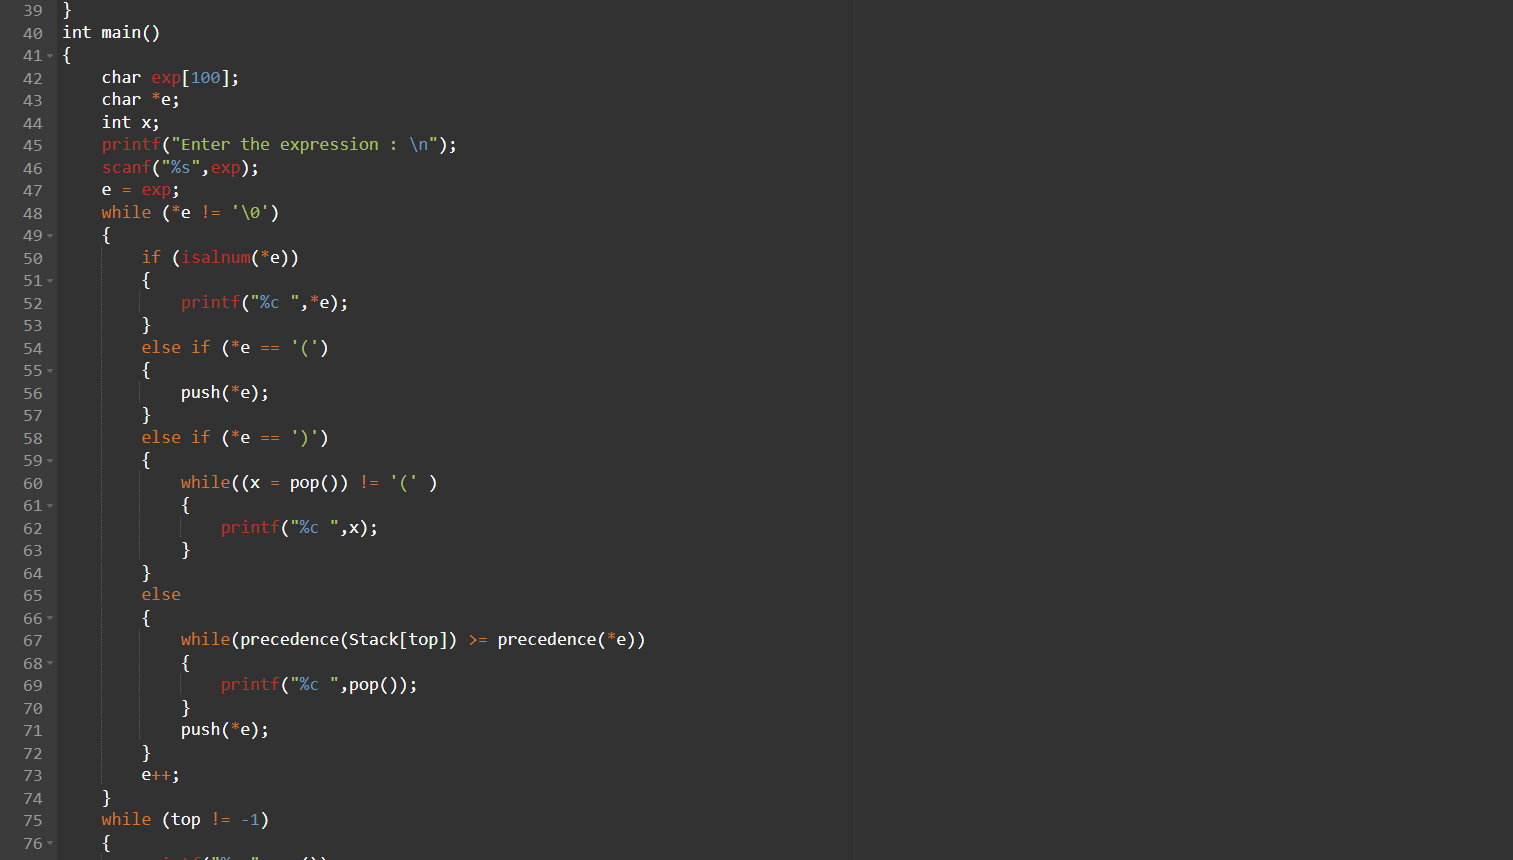 39 }
40 int main()
41 {
42 char exp[100];
43 char *e;
44 int x;
45 printf("Enter the expression : \n");
46 scanf("%s",exp);
47 e = exp;
48 while (*e != '\0')
49 {
50 if (isalnum(*e))
51 {
52 printf("%c ",*e);
53 }
54 else if (*e == '(')
55 {
56 push(*e);
57 }
58 else if (*e == ')')
59 {
60 while((x = pop()) != '(' )
61 {
62 printf("%c ",x);
63 }
64 }
65 else
66 {
67 while(precedence(Stack[top]) >= precedence(*e))
68 {
69 printf("%c ",pop());
70 }
71 push(*e);
72 }
73 e++;
74 }
75 while (top != -1)
76 {